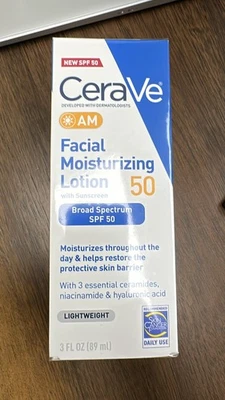 NEW SPF 50
CeraVe
DEVELOPED WITH DERMATOLOGISTS
AM
Facial
Moisturizing
Lotion 50
with Sunscreen
Broad Spectrum
SPF 50
Moisturizes throughout the
day & helps restore the
protective skin barrier
With 3 essential ceramides,
niacinamide & hyaluronic acid
LIGHTWEIGHT
SKIN
CANCER
DAILY USE
3 FL OZ (89 mL)